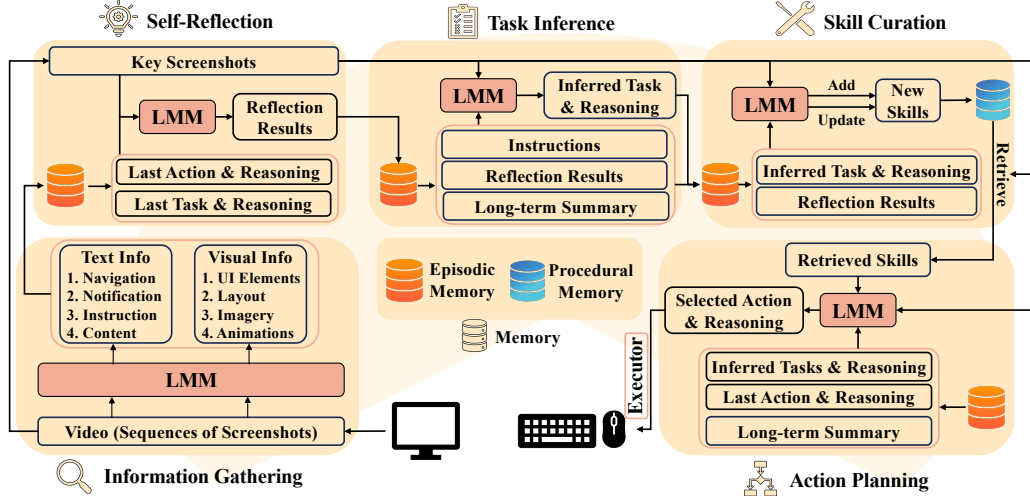 Self-Reflection
Key Screenshots
LMM
Reflection
Results
Last Action & Reasoning
Last Task & Reasoning
Task Inference
LMM
Inferred Task
& Reasoning
Instructions
Reflection Results
Long-term Summary
Skill Curation
LMM
Add
Update
New
Skills
Retrieve
Inferred Task & Reasoning
Reflection Results
Text Info
1. Navigation
2. Notification
3. Instruction
4. Content
Visual Info
1. UI Elements
2. Layout
3. Imagery
4. Animations
LMM
Video (Sequences of Screenshots)
Information Gathering
Episodic
Memory
Procedural
Memory
Memory
Executor
Retrieved Skills
Selected Action
& Reasoning
LMM
Inferred Tasks & Reasoning
Last Action & Reasoning
Long-term Summary
Action Planning